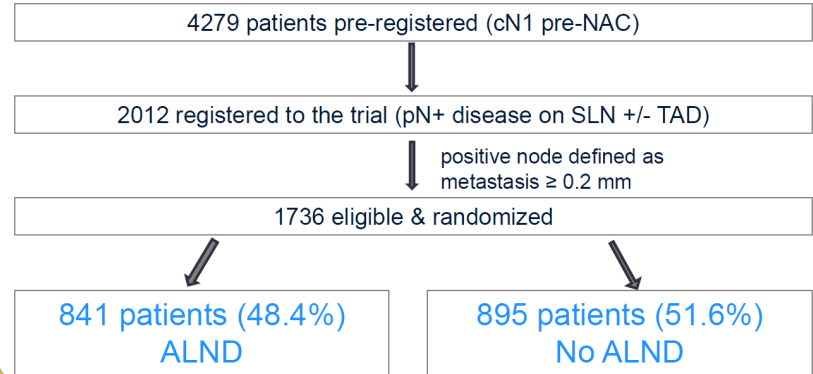 4279 patients pre-registered (cN1 pre-NAC)
2012 registered to the trial (pN+ disease on SLN +/- TAD)
positive node defined as
metastasis ≥ 0.2 mm
1736 eligible & randomized
841 patients (48.4%)
ALND
895 patients (51.6%)
No ALND